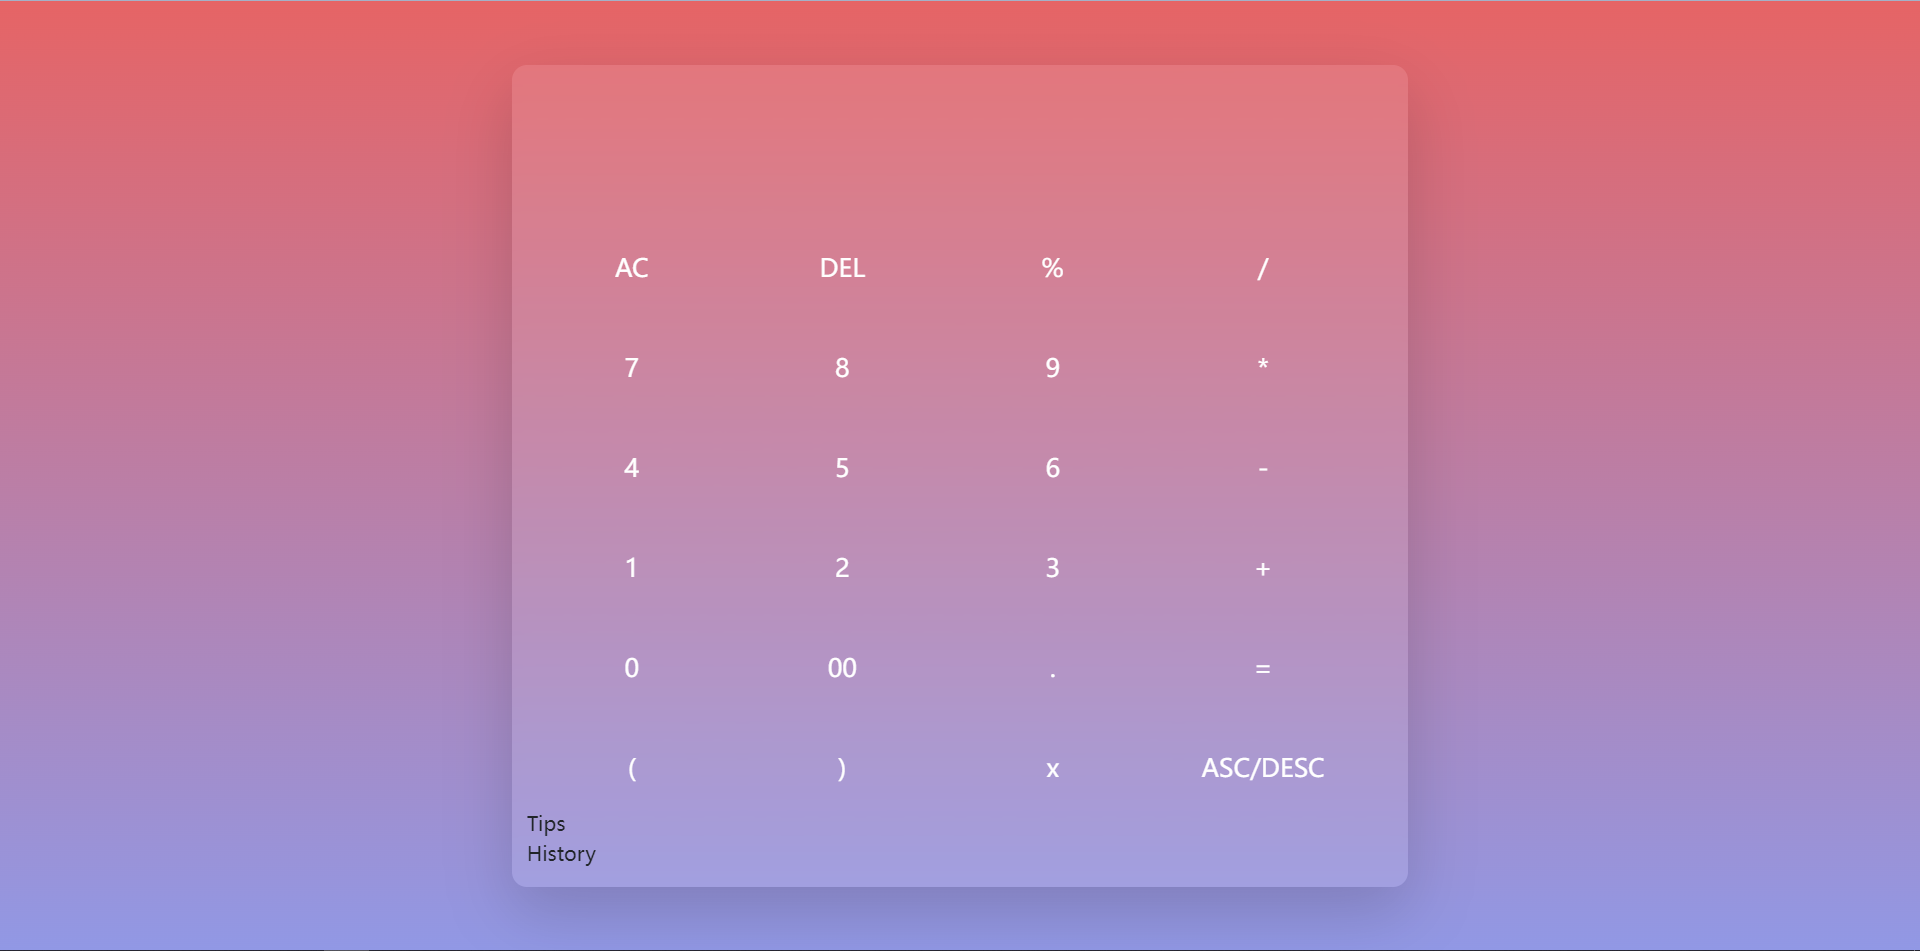 AC DEL % /
7 8 9 *
4 5 6 -
1 2 3 +
0 00 . =
( ) x ASC/DESC
Tips
History